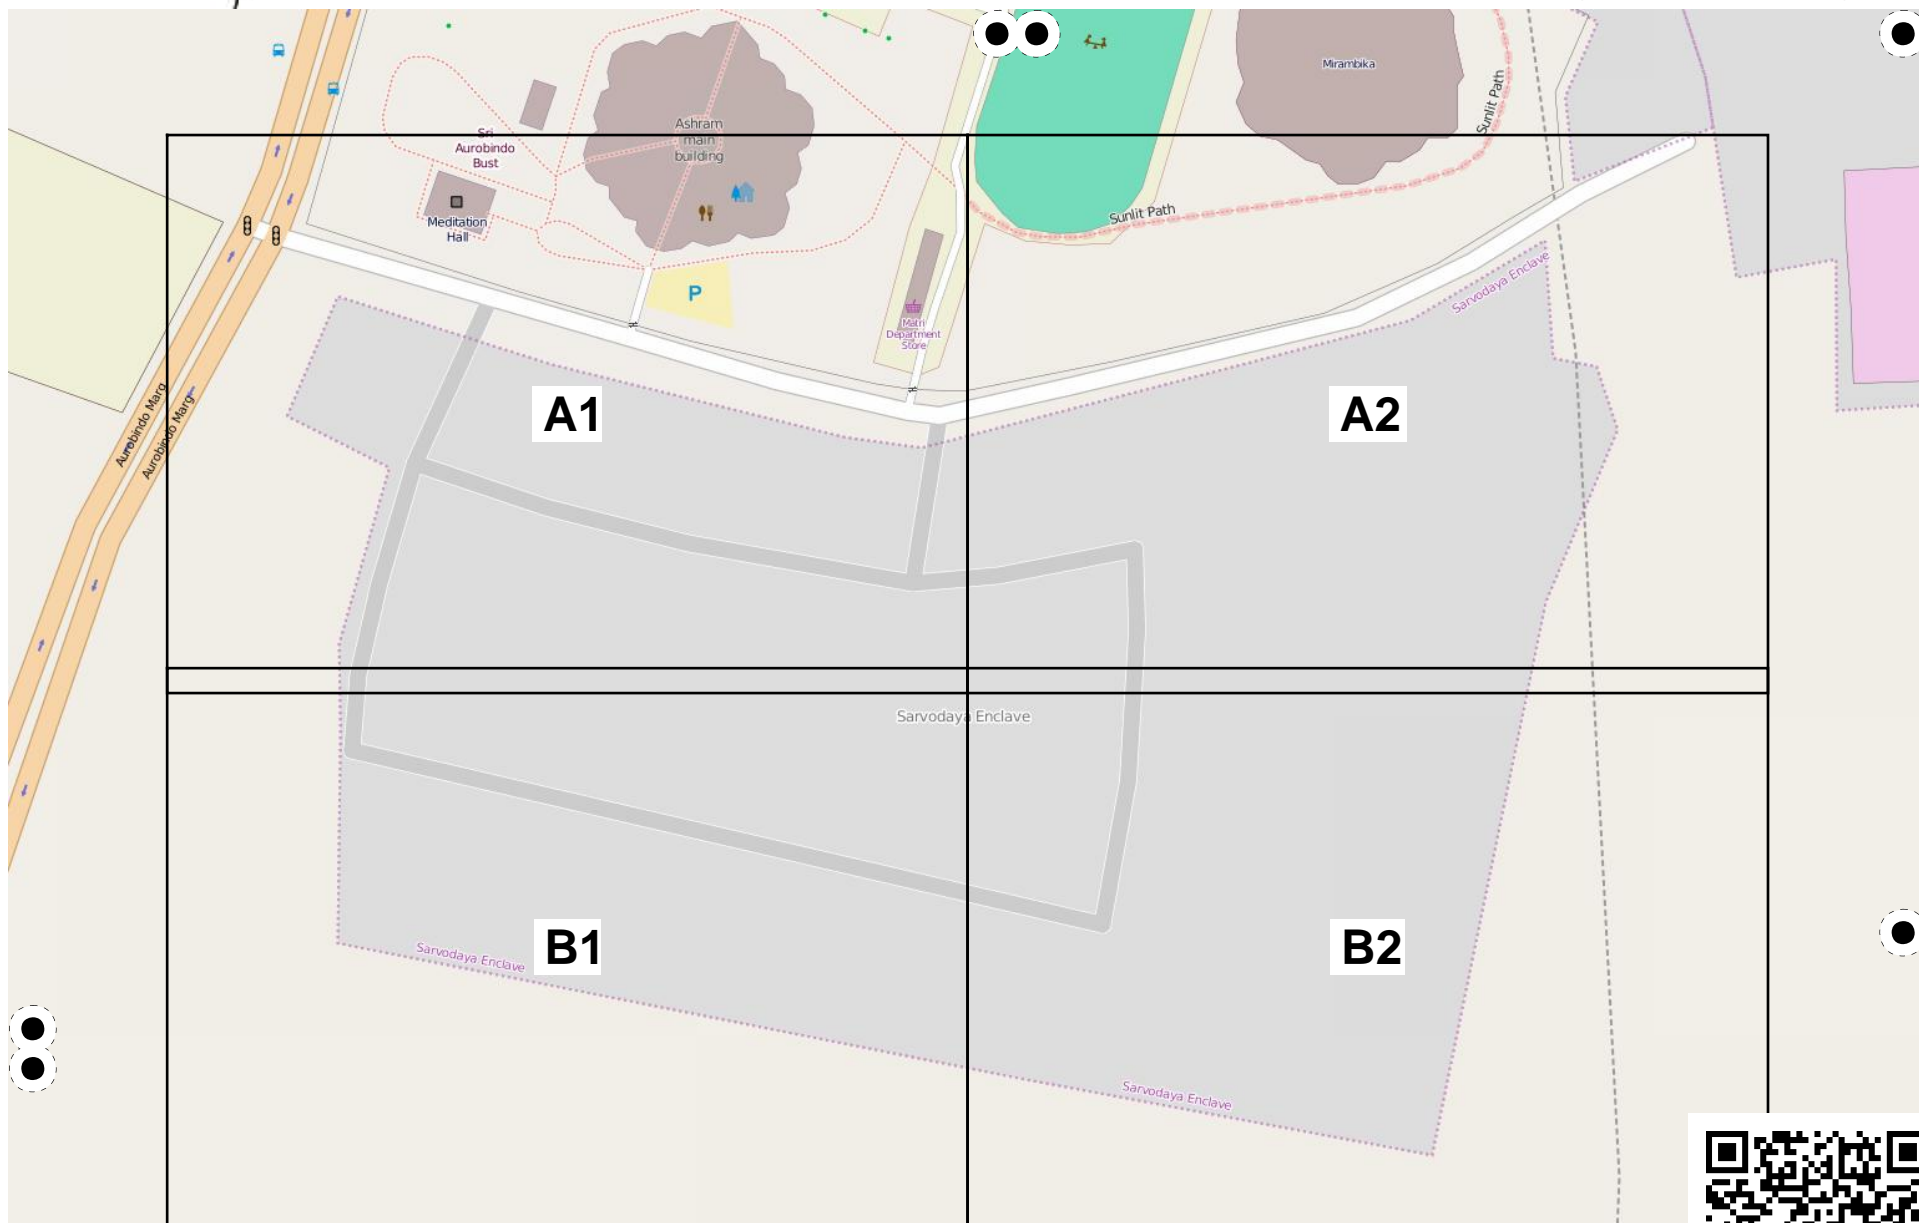 Mirambika
Sunlit Path
Ashram
main
building
Sri
Aurobindo
Bust
Meditation
Hall
Sunlit Path
P
Sarvodaya Enclave
Matri
Department
Store
Aurobindo Marg
Aurobindo Marg
A1
A2
Sarvodaya Enclave
B1
B2
Sarvodaya Enclave
Sarvodaya Enclave